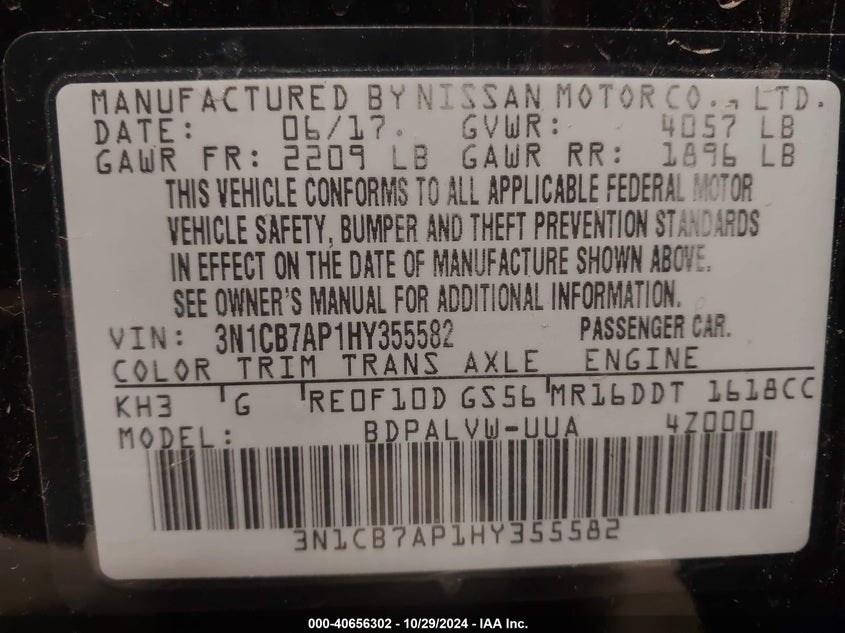 MANUFACTURED BY NISSAN MOTOR CO., LTD.
DATE: 06/17. GVWR: 4057 LB
GAWR FR: 2209 LB GAWR RR: 1896 LB
THIS VEHICLE CONFORMS TO ALL APPLICABLE FEDERAL MOTOR
VEHICLE SAFETY, BUMPER AND THEFT PREVENTION STANDARDS
IN EFFECT ON THE DATE OF MANUFACTURE SHOWN ABOVE.
SEE OWNER'S MANUAL FOR ADDITIONAL INFORMATION.
VIN: 3N1CB7AP1HY355582 PASSENGER CAR.
COLOR TRIM TRANS AXLE ENGINE
KH3 G RE0F10D GS56 MR16DDT 1618CC
MODEL: BDPALVW-UUA 4Z000
3N1CB7AP1HY355582
000-40656302 - 10/29/2024 - IAA Inc.